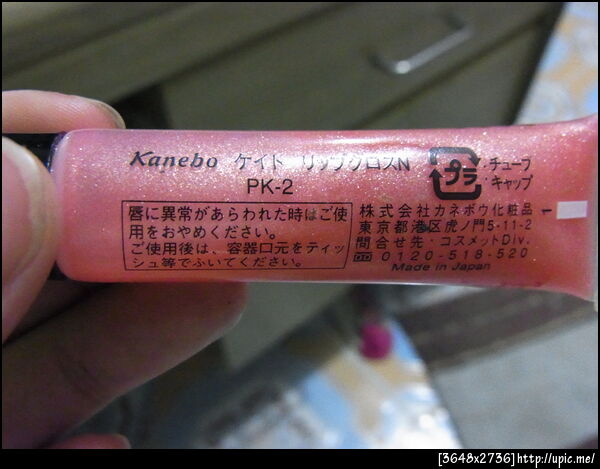 Kanebo ケイト リップグロスN
PK-2
プラ
:チューブ
・キャップ
唇に異常があらわれた時はご使
用をおやめください。
ご使用後は、容器口元をティッ
シュ等でふいてください。
株式会社カネボウ化粧品
東京都港区虎ノ門5-11-2
問合せ先・コスメットDiv.
0120-518-520
Made in Japan
[3648x2736]http://upic.me/